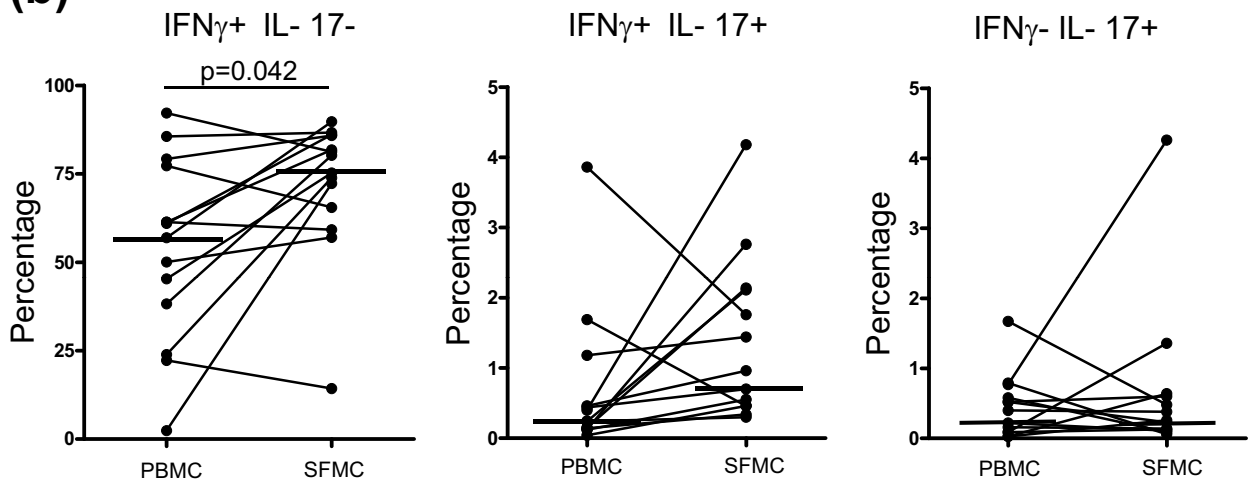 (b)
IFNγ+ IL- 17-
IFNγ+ IL- 17+
IFNγ- IL- 17+
p=0.042
Percentage
100
75
50
25
0
PBMC
SFMC
Percentage
5
4
3
2
1
0
PBMC
SFMC
Percentage
5
4
3
2
1
0
PBMC
SFMC